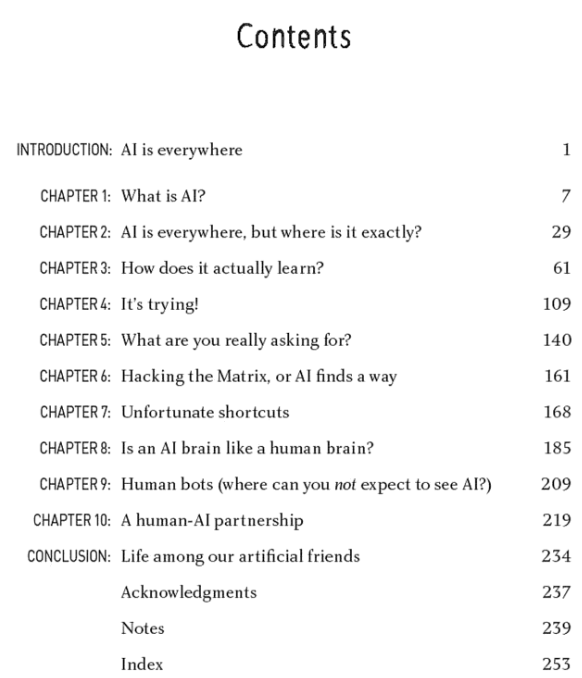 Contents
INTRODUCTION: AI is everywhere 1
CHAPTER 1: What is AI? 7
CHAPTER 2: AI is everywhere, but where is it exactly? 29
CHAPTER 3: How does it actually learn? 61
CHAPTER 4: It's trying! 109
CHAPTER 5: What are you really asking for? 140
CHAPTER 6: Hacking the Matrix, or AI finds a way 161
CHAPTER 7: Unfortunate shortcuts 168
CHAPTER 8: Is an AI brain like a human brain? 185
CHAPTER 9: Human bots (where can you not expect to see AI?) 209
CHAPTER 10: A human-AI partnership 219
CONCLUSION: Life among our artificial friends 234
Acknowledgments 237
Notes 239
Index 253